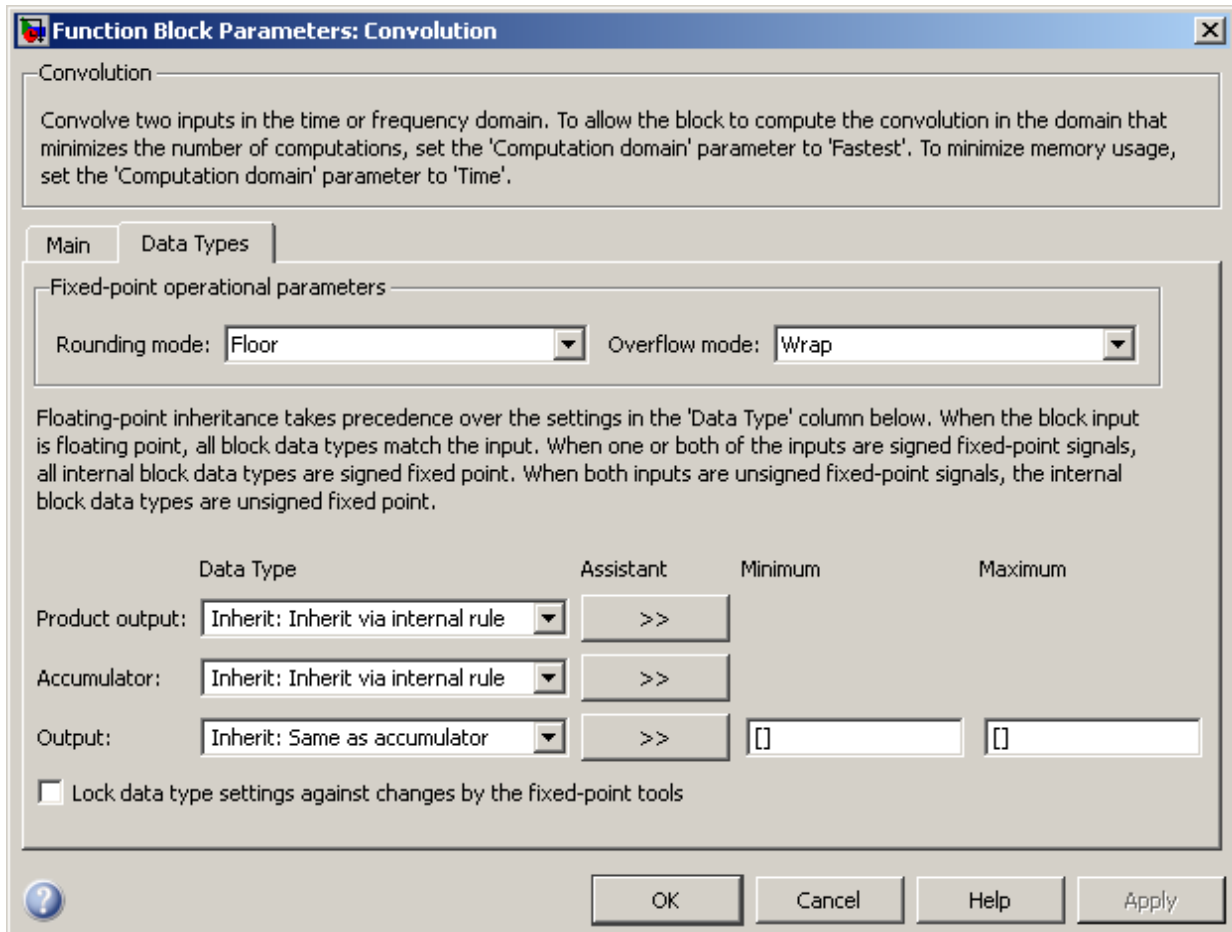 Function Block Parameters: Convolution
Convolution
Convolve two inputs in the time or frequency domain. To allow the block to compute the convolution in the domain that
minimizes the number of computations, set the 'Computation domain' parameter to 'Fastest'. To minimize memory usage,
set the 'Computation domain' parameter to 'Time'.
Main Data Types
Fixed-point operational parameters
Rounding mode: Floor Overflow mode: Wrap
Floating-point inheritance takes precedence over the settings in the 'Data Type' column below. When the block input
is floating point, all block data types match the input. When one or both of the inputs are signed fixed-point signals,
all internal block data types are signed fixed point. When both inputs are unsigned fixed-point signals, the internal
block data types are unsigned fixed point.
Data Type Assistant Minimum Maximum
Product output: Inherit: Inherit via internal rule >>
Accumulator: Inherit: Inherit via internal rule >>
Output: Inherit: Same as accumulator >> [] []
Lock data type settings against changes by the fixed-point tools
? OK Cancel Help Apply